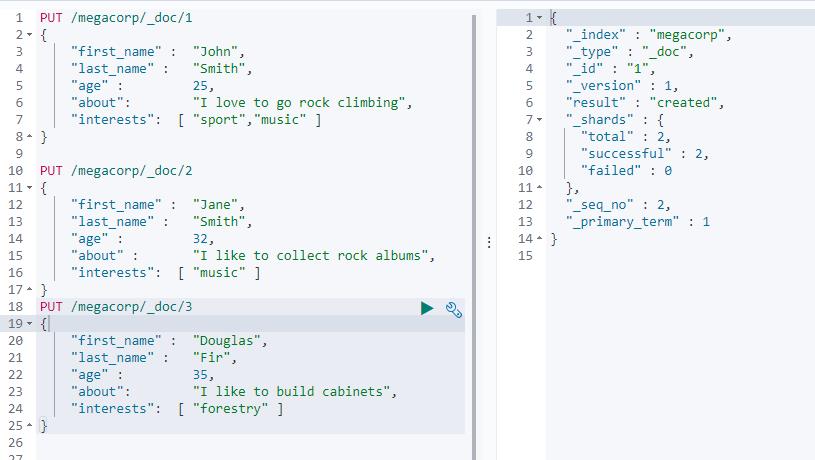 1 PUT /megacorp/_doc/1
2 {
3 "first_name" : "John",
4 "last_name" : "Smith",
5 "age" : 25,
6 "about": "I love to go rock climbing",
7 "interests": [ "sport","music" ]
8 }
9
10 PUT /megacorp/_doc/2
11 {
12 "first_name" : "Jane",
13 "last_name" : "Smith",
14 "age" : 32,
15 "about" : "I like to collect rock albums",
16 "interests": [ "music" ]
17 }
18 PUT /megacorp/_doc/3
19 {
20 "first_name" : "Douglas",
21 "last_name" : "Fir",
22 "age" : 35,
23 "about": "I like to build cabinets",
24 "interests": [ "forestry" ]
25 }
26
27
1 {
2 "_index" : "megacorp",
3 "_type" : "_doc",
4 "_id" : "1",
5 "_version" : 1,
6 "result" : "created",
7 "_shards" : {
8 "total" : 2,
9 "successful" : 2,
10 "failed" : 0
11 },
12 "_seq_no" : 2,
13 "_primary_term" : 1
14 }
15